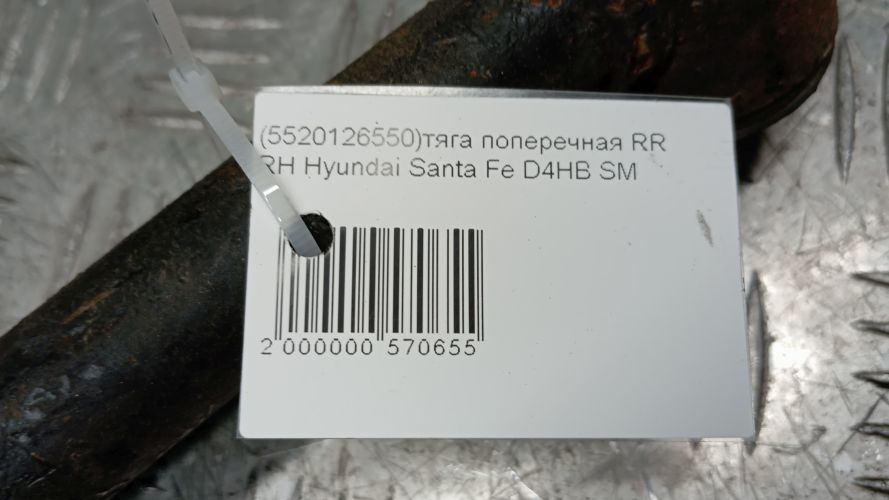 (5520126550)тяга поперечная RR
RH Hyundai Santa Fe D4HB SM
2 000000 570655